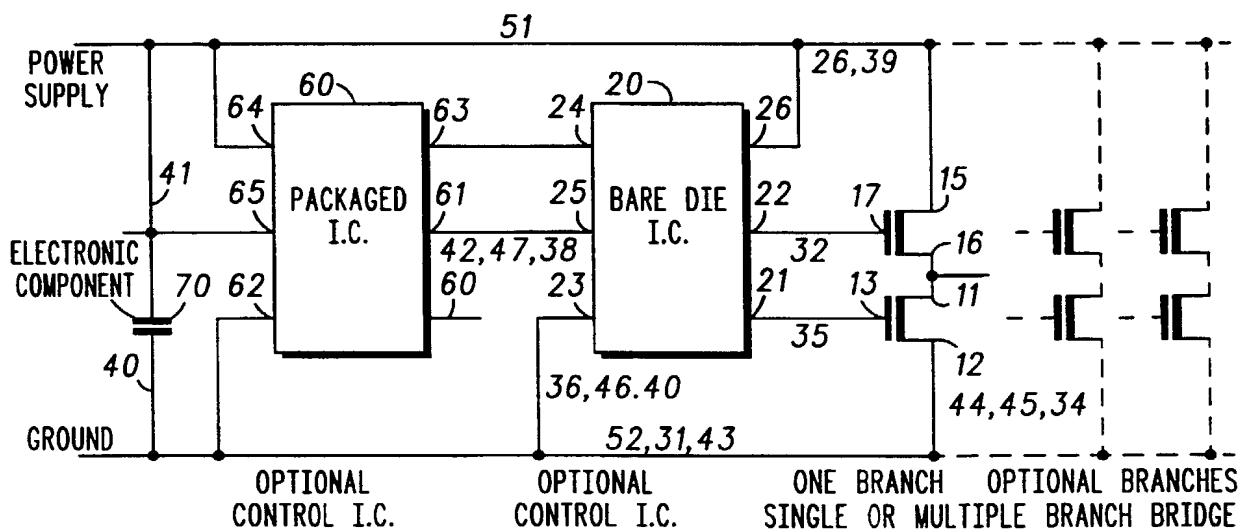 51
POWER
SUPPLY
26,39
60
20
64
63
24
26
41
PACKAGED
I.C.
BARE DIE
I.C.
65
61
25
22
17
15
42,47,38
32
16
ELECTRONIC
COMPONENT
70
62
60
23
21
13
11
35
12
40
36,46.40
44,45,34
GROUND
52,31,43
OPTIONAL
CONTROL I.C.
OPTIONAL
CONTROL I.C.
ONE BRANCH OPTIONAL BRANCHES
SINGLE OR MULTIPLE BRANCH BRIDGE